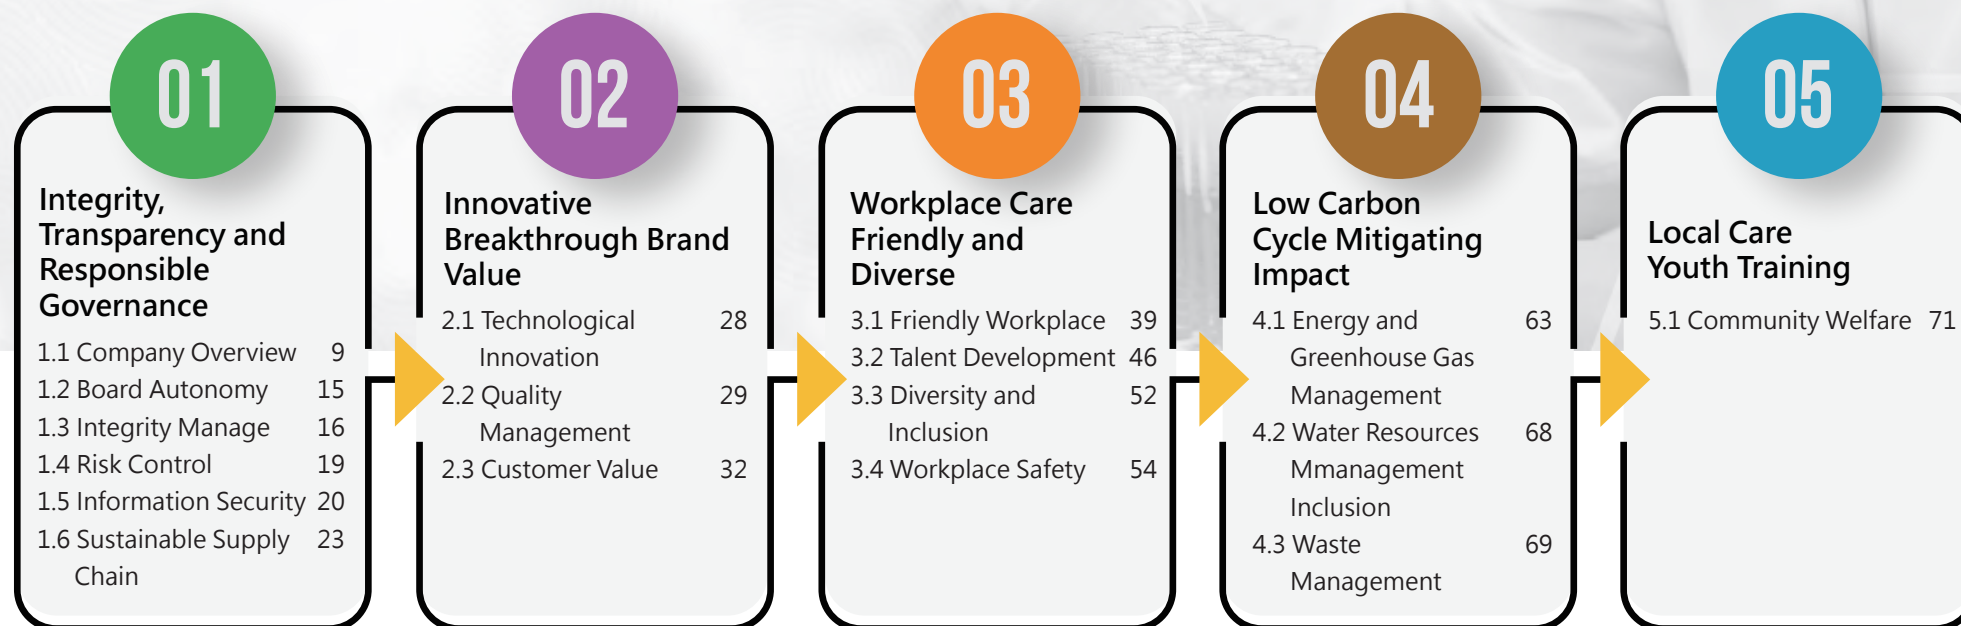 01
Integrity,
Transparency and
Responsible
Governance
1.1 Company Overview 9
1.2 Board Autonomy 15
1.3 Integrity Manage 16
1.4 Risk Control 19
1.5 Information Security 20
1.6 Sustainable Supply 23
Chain
02
Innovative
Breakthrough Brand
Value
2.1 Technological 28
Innovation
2.2 Quality 29
Management
2.3 Customer Value 32
03
Workplace Care
Friendly and
Diverse
3.1 Friendly Workplace 39
3.2 Talent Development 46
3.3 Diversity and 52
Inclusion
3.4 Workplace Safety 54
04
Low Carbon
Cycle Mitigating
Impact
4.1 Energy and 63
Greenhouse Gas
Management
4.2 Water Resources 68
Mmanagement
Inclusion
4.3 Waste 69
Management
05
Local Care
Youth Training
5.1 Community Welfare 71